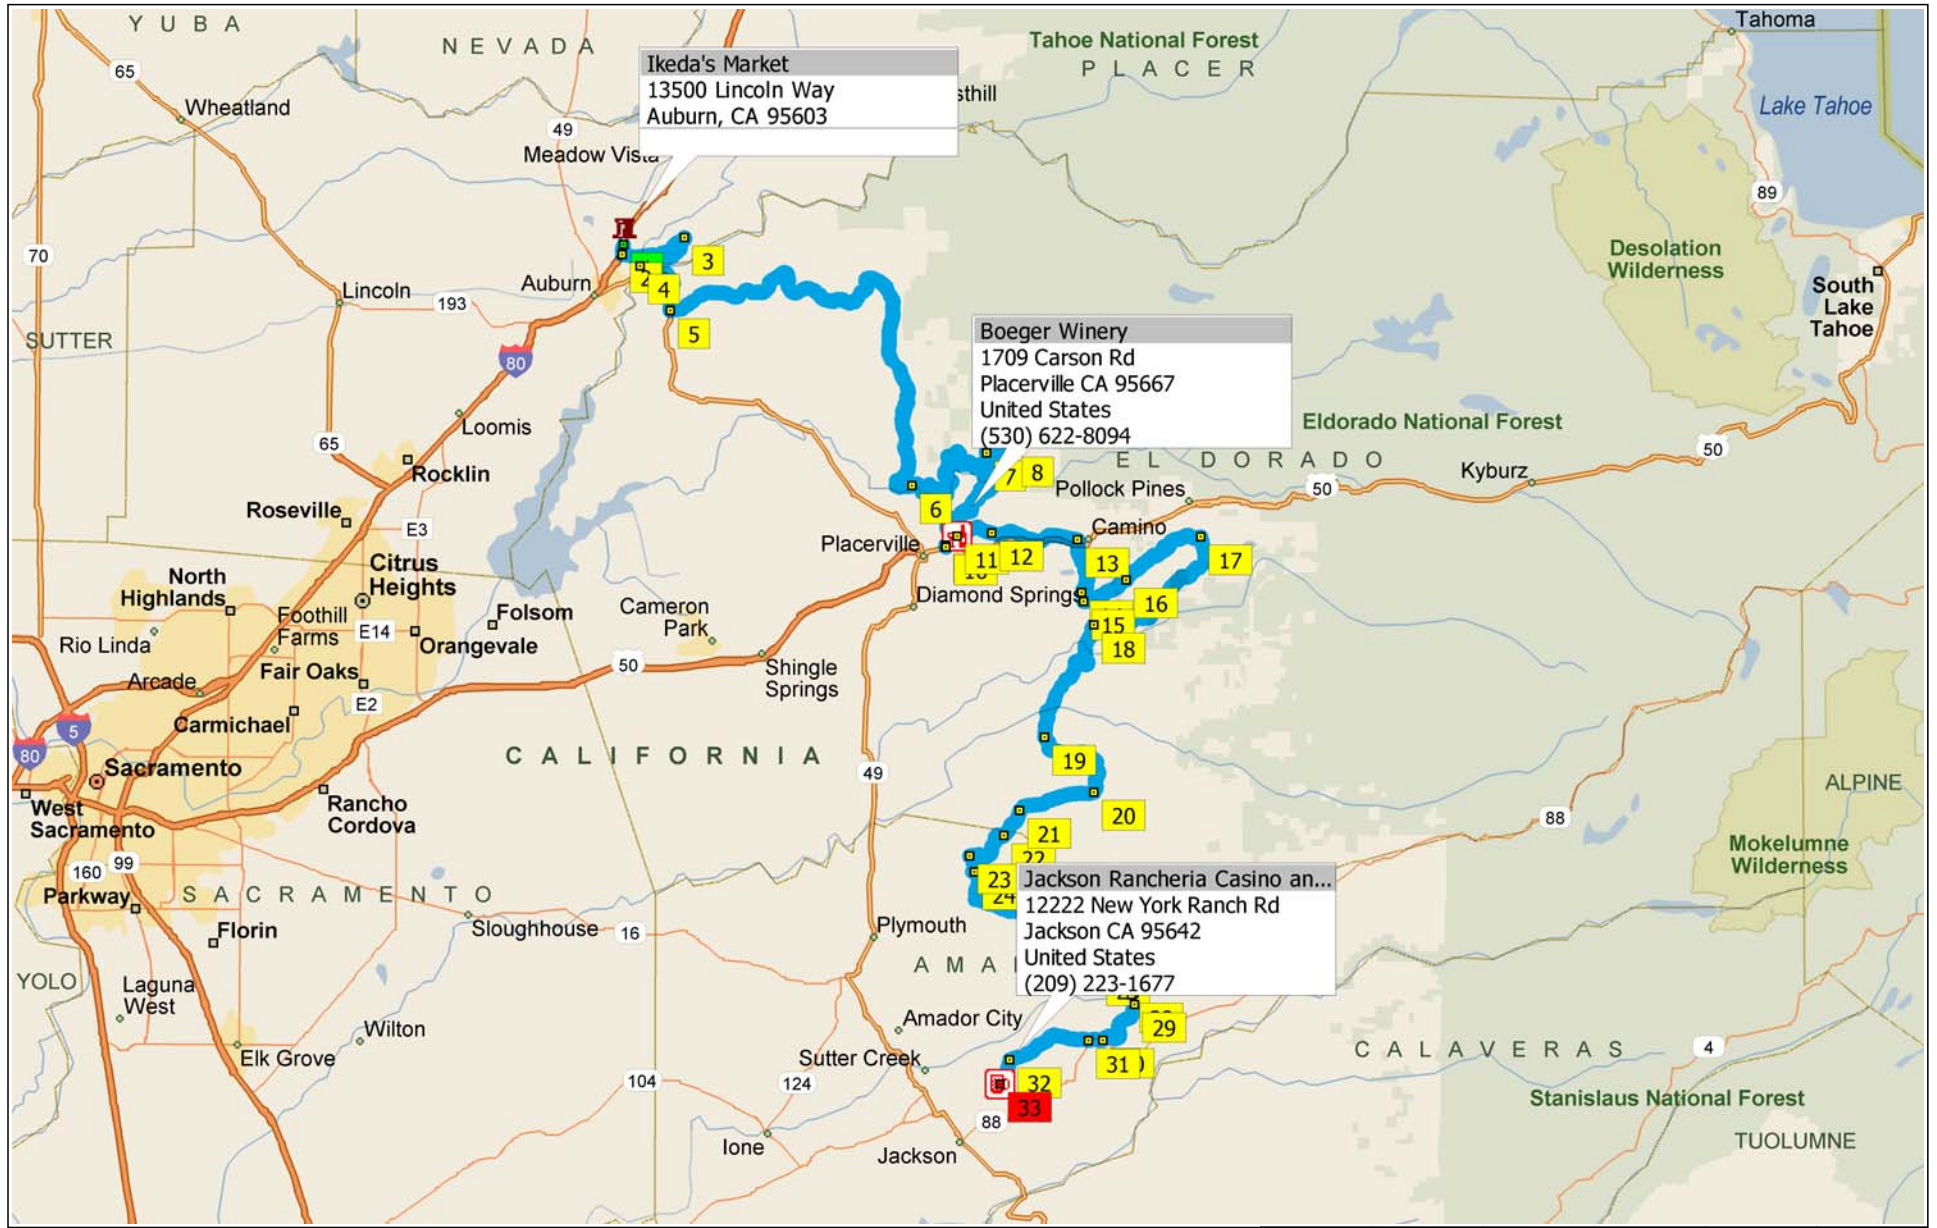 YUBA
NEVADA
Tahoe National Forest
PLACER
Tahoma
65
Wheatland
49
Meadow Vista
Ikeda's Market
13500 Lincoln Way
Auburn, CA 95603
sthill
Lake Tahoe
89
70
Lincoln
193
Auburn
2
3
4
5
Desolation
Wilderness
South
Lake
Tahoe
SUTTER
80
Boeger Winery
1709 Carson Rd
Placerville CA 95667
United States
(530) 622-8094
Eldorado National Forest
EL DORADO
50
Kyburz
50
Pollock Pines
65
Loomis
Rocklin
Roseville
E3
6
7
8
Placerville
Camino
11
12
13
17
Citrus
Heights
North
Highlands
Foothill
Farms
E14
Folsom
Orangevale
Rio Linda
Fair Oaks
Arcade
E2
Carmichael
Cameron
Park
Diamond Springs
15
16
18
50
Shingle
Springs
5
80
Sacramento
CALIFORNIA
49
19
20
West
Sacramento
Rancho
Cordova
160
99
Parkway
SACRAMENTO
Florin
Sloughhouse
16
Plymouth
21
22
23
24
88
ALPINE
Mokelumne
Wilderness
Jackson Rancheria Casino an...
12222 New York Ranch Rd
Jackson CA 95642
United States
(209) 223-1677
YOLO
Laguna
West
AMA
Amador City
Wilton
Elk Grove
Sutter Creek
29
31
32
33
CALAVERAS
4
104
124
88
Ione
Jackson
Stanislaus National Forest
TUOLUMNE